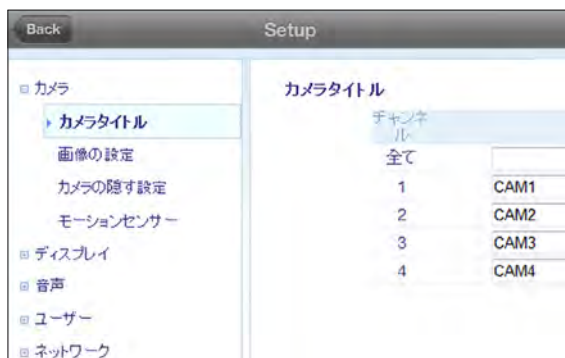 Back
Setup
カメラ
カメラタイトル
画像の設定
カメラの隠す設定
モーションセンサー
ディスプレイ
音声
ユーザー
ネットワーク
カメラタイトル
チャンネ
ル
全て
1 CAM1
2 CAM2
3 CAM3
4 CAM4